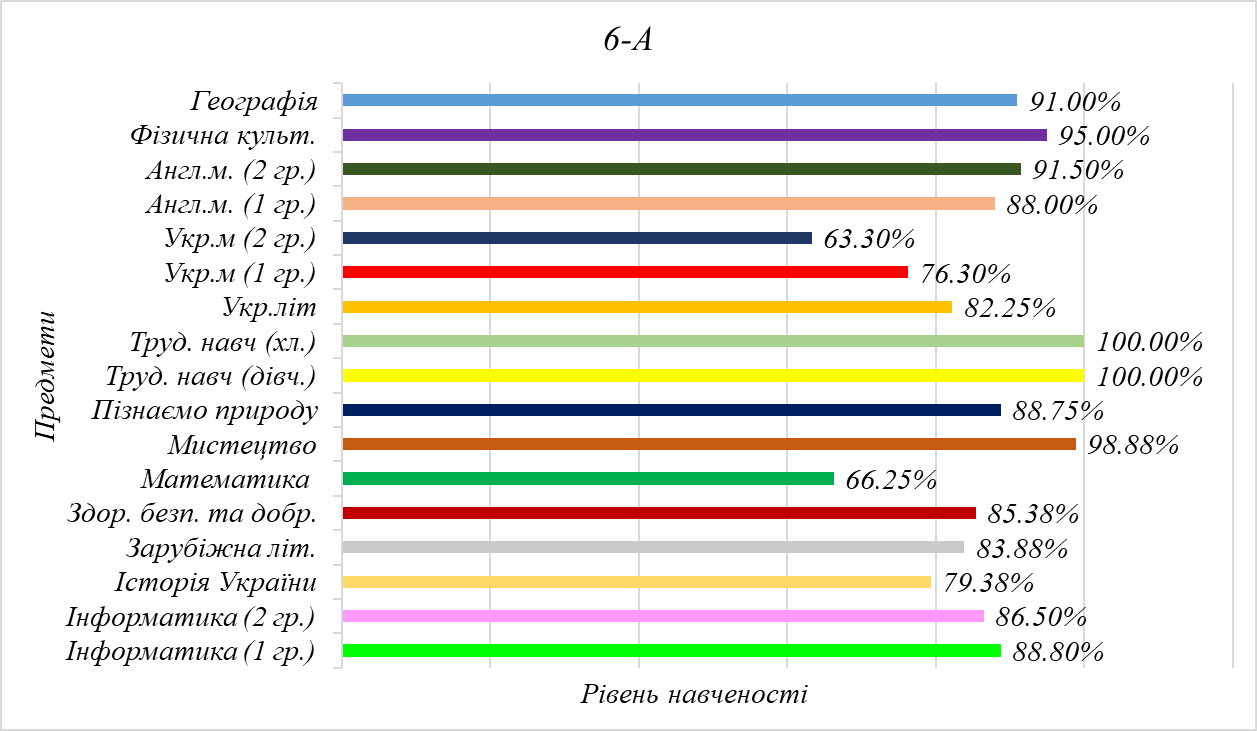 6-А
Географія 91.00%
Фізична культ. 95.00%
Англ.м. (2 гр.) 91.50%
Англ.м. (1 гр.) 88.00%
Укр.м (2 гр.) 63.30%
Укр.м (1 гр.) 76.30%
Укр.літ 82.25%
Труд. навч (хл.) 100.00%
Труд. навч (дівч.) 100.00%
Пізнаємо природу 88.75%
Мистецтво 98.88%
Математика 66.25%
Здор. безп. та добр. 85.38%
Зарубіжна літ. 83.88%
Історія України 79.38%
Інформатика (2 гр.) 86.50%
Інформатика (1 гр.) 88.80%
Предмети
Рівень навченості